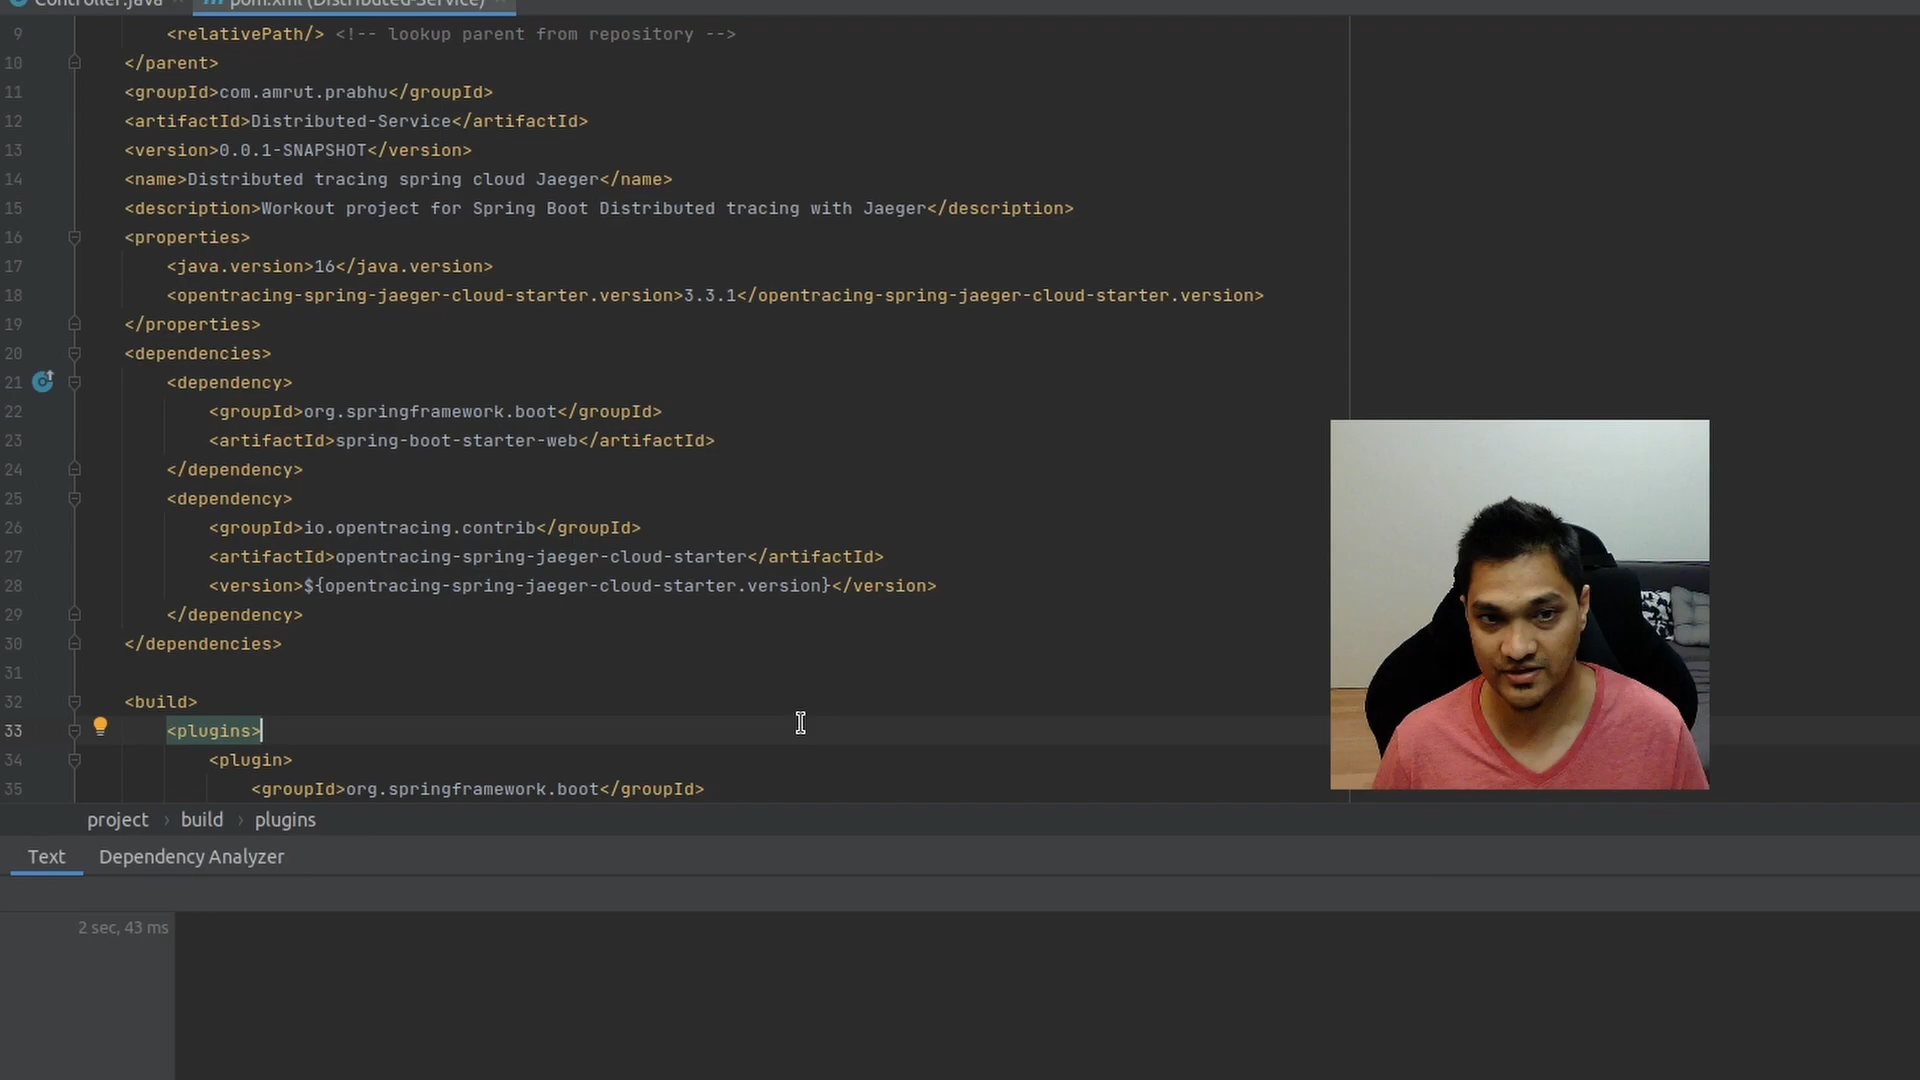 Controller.java
pom.xml (Distributed-Service)
9 <relativePath/> <!-- lookup parent from repository -->
10 </parent>
11 <groupId>com.amrut.prabhu</groupId>
12 <artifactId>Distributed-Service</artifactId>
13 <version>0.0.1-SNAPSHOT</version>
14 <name>Distributed tracing spring cloud Jaeger</name>
15 <description>Workout project for Spring Boot Distributed tracing with Jaeger</description>
16 <properties>
17 <java.version>16</java.version>
18 <opentracing-spring-jaeger-cloud-starter.version>3.3.1</opentracing-spring-jaeger-cloud-starter.version>
19 </properties>
20 <dependencies>
21 <dependency>
22 <groupId>org.springframework.boot</groupId>
23 <artifactId>spring-boot-starter-web</artifactId>
24 </dependency>
25 <dependency>
26 <groupId>io.opentracing.contrib</groupId>
27 <artifactId>opentracing-spring-jaeger-cloud-starter</artifactId>
28 <version>${opentracing-spring-jaeger-cloud-starter.version}</version>
29 </dependency>
30 </dependencies>
31
32 <build>
33 <plugins>
34 <plugin>
35 <groupId>org.springframework.boot</groupId>
project › build › plugins
Text Dependency Analyzer
2 sec, 43 ms